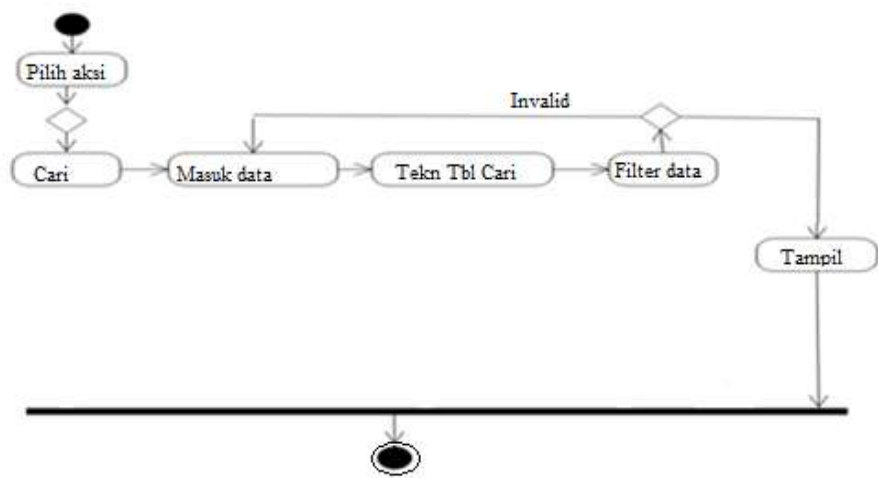 Pilih aksi
Invalid
Cari
Masuk data
Tekn Tbl Cari
Filter data
Tampil